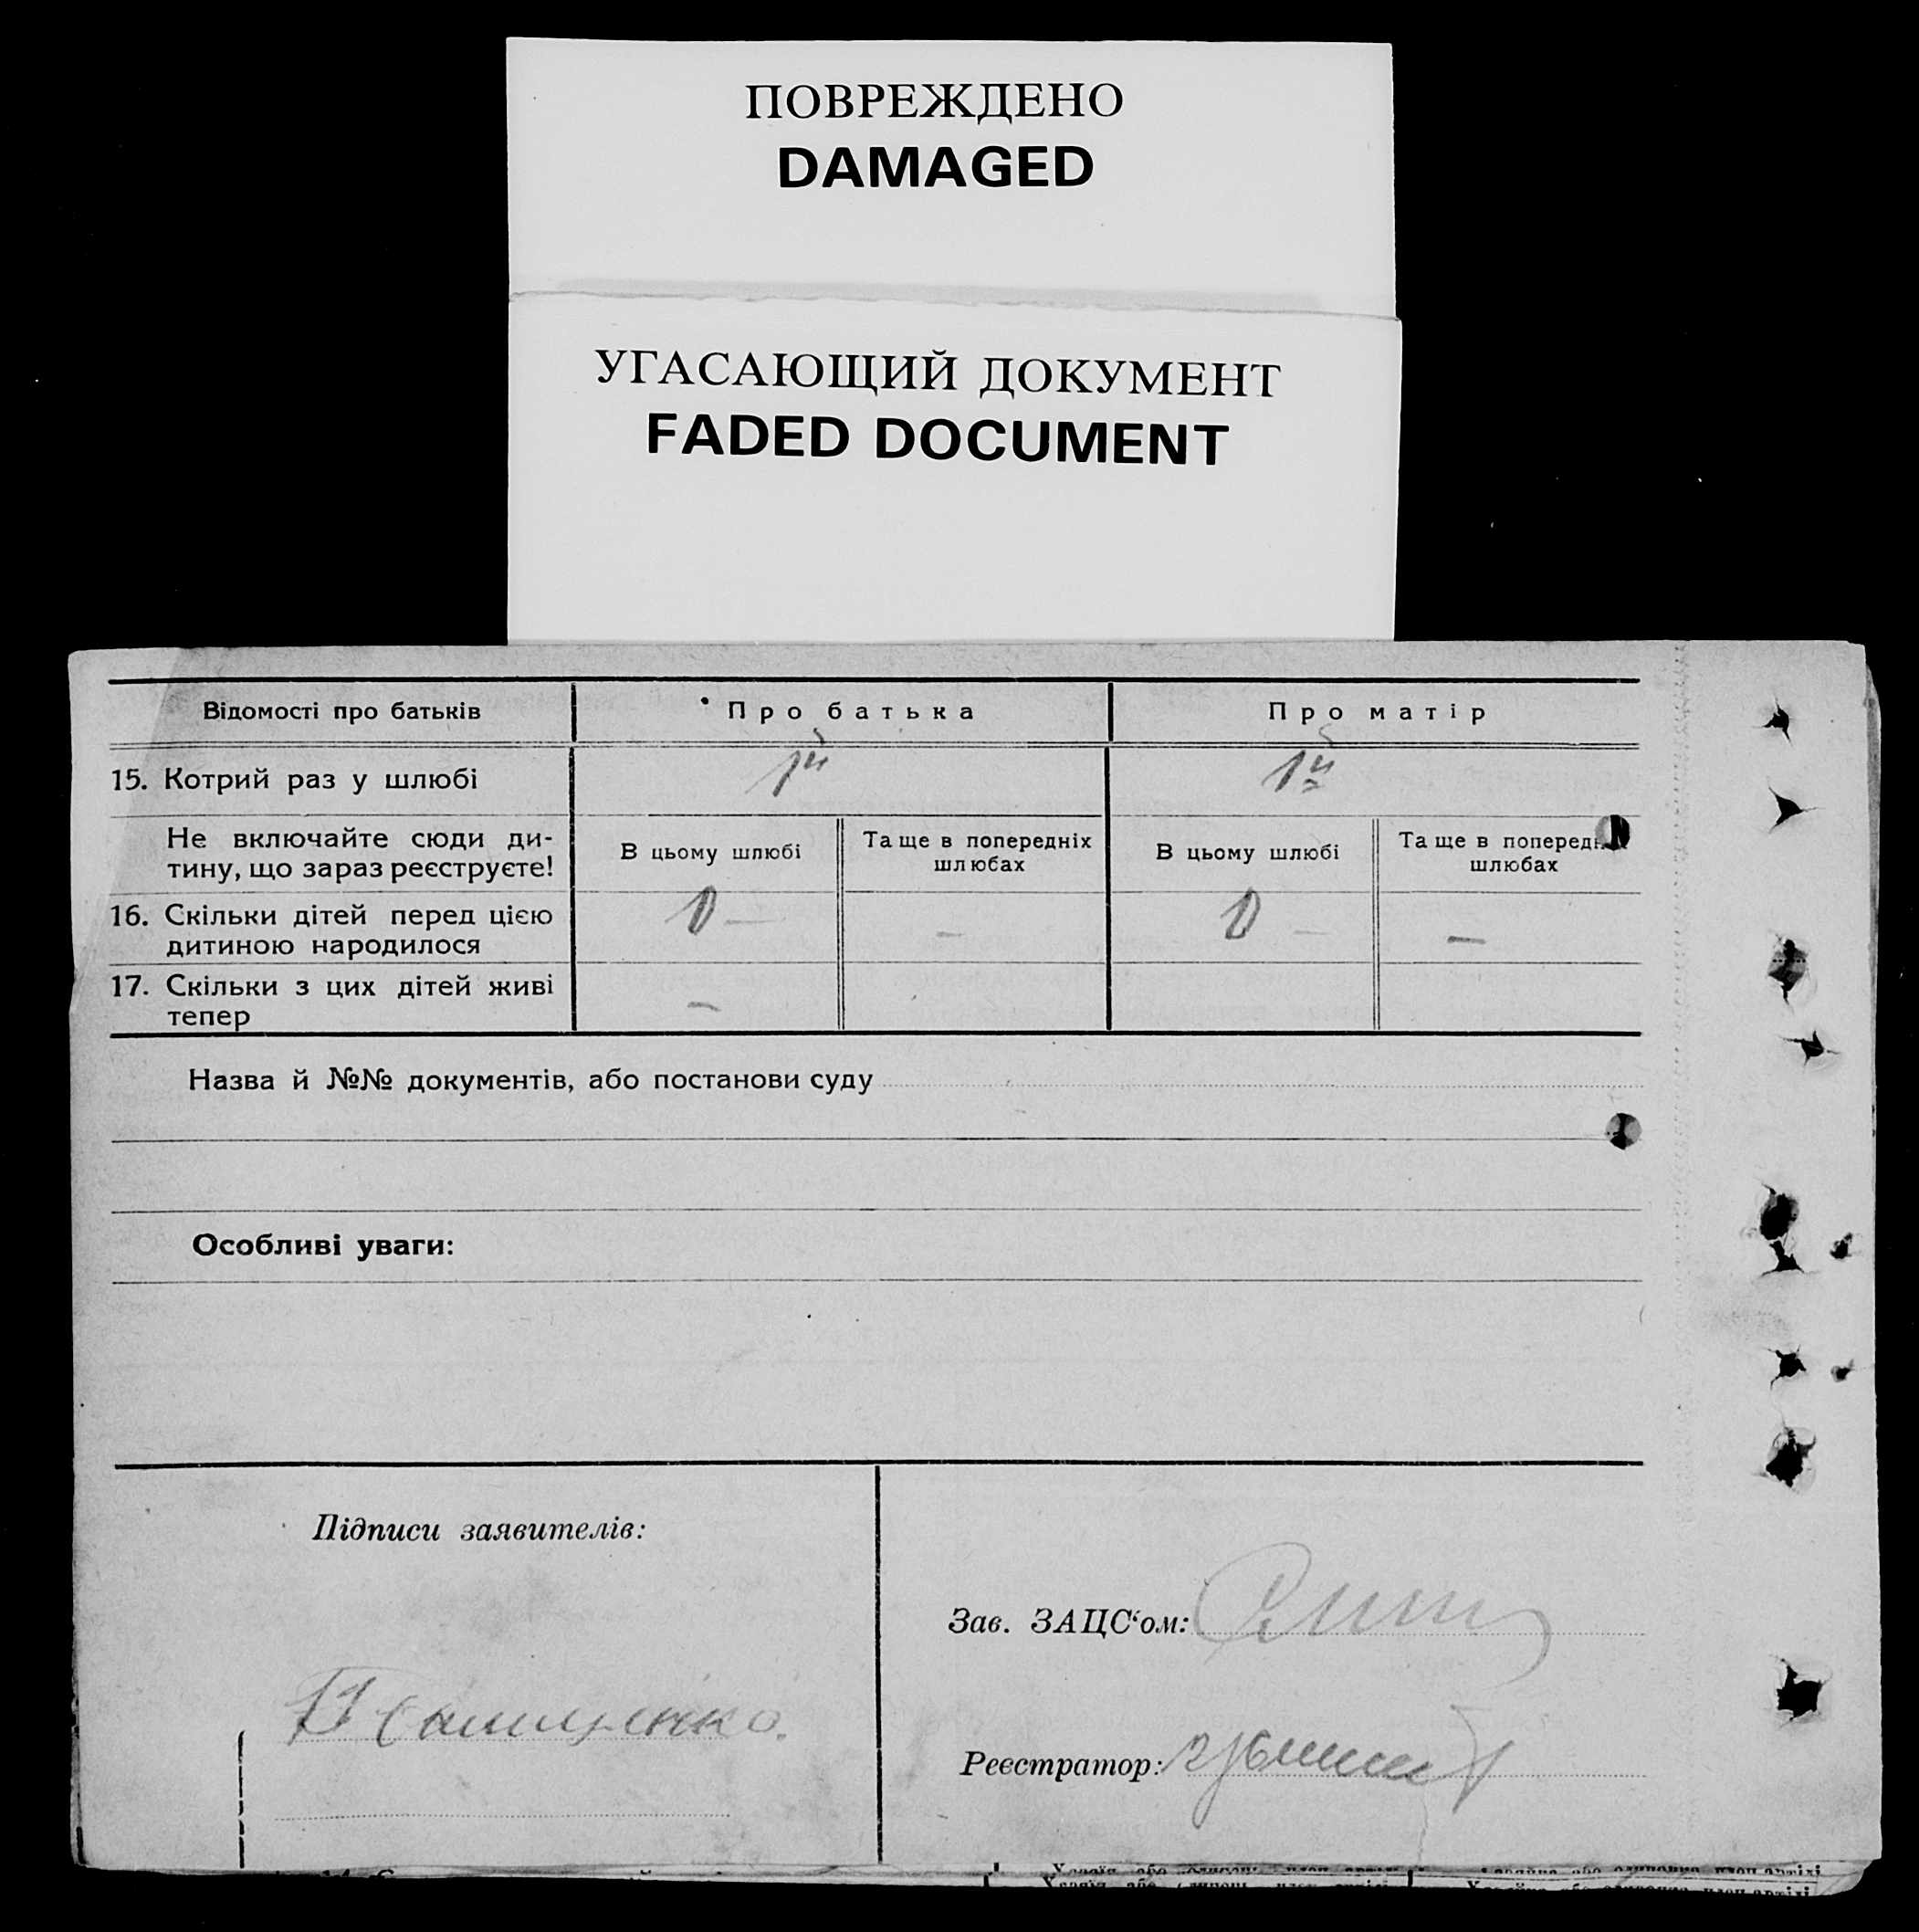 ПОВРЕЖДЕНО
DAMAGED
УГАСАЮЩИЙ ДОКУМЕНТ
FADED DOCUMENT
Відомості про батьків
Про батька
Про матір
15. Котрий раз у шлюбі
1й
1й
Не включайте сюди ди-
тину, що зараз реєструєте!
В цьому шлюбі
Та ще в попередніх
шлюбах
В цьому шлюбі
Та ще в
шлюбах
16. Скільки дітей перед цією
дитиною народилося
0 —
—
0 —
—
17. Скільки з цих дітей живі
тепер
—
Назва й №№ документів, або постанови суду
Особливі уваги:
Підписи заявителів:
Зав. ЗАЦС‘ом:
Реєстратор: